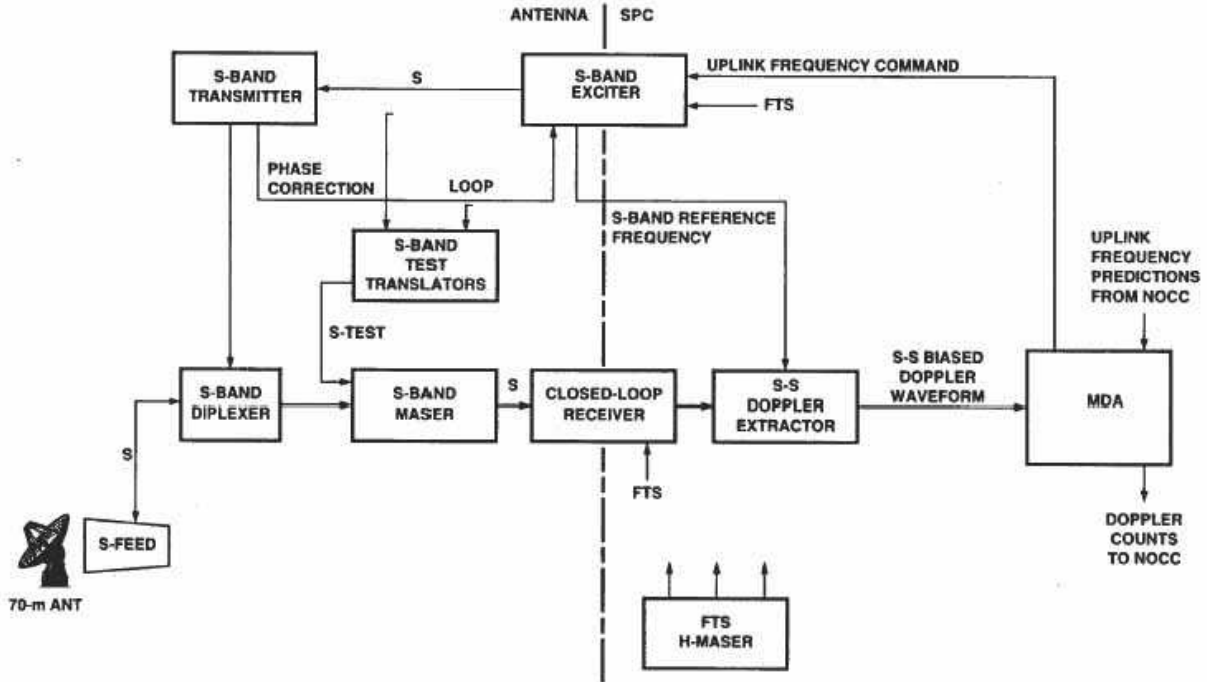 ANTENNA
SPC
S-BAND
TRANSMITTER
S
S-BAND
EXCITER
UPLINK FREQUENCY COMMAND
FTS
PHASE
CORRECTION
LOOP
S-BAND REFERENCE
FREQUENCY
S-BAND
TEST
TRANSLATORS
UPLINK
FREQUENCY
PREDICTIONS
FROM NOCC
S-TEST
S-BAND
DIPLEXER
S-BAND
MASER
S
CLOSED-LOOP
RECEIVER
S-S
DOPPLER
EXTRACTOR
S-S BIASED
DOPPLER
WAVEFORM
MDA
S
FTS
S-FEED
70-m ANT
DOPPLER
COUNTS
TO NOCC
FTS
H-MASER